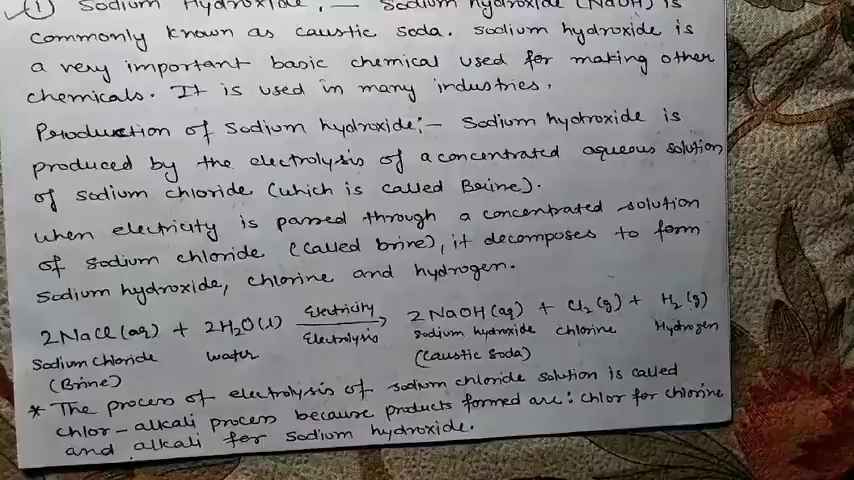 (1) Sodium Hydroxide :— Sodium hydroxide (NaOH) is
commonly known as caustic soda. Sodium hydroxide is
a very important basic chemical used for making other
chemicals. It is used in many industries.
Production of Sodium hydroxide:— Sodium hydroxide is
produced by the electrolysis of a concentrated aqueous solution
of sodium chloride (which is called Brine).
when electricity is passed through a concentrated solution
of sodium chloride (called brine), it decomposes to form
sodium hydroxide, chlorine and hydrogen.
2NaCl(aq) + 2H₂O(l) Electricity Electrolysis → 2NaOH(aq) + Cl₂(g) + H₂(g)
Sodium Chloride water sodium hydroxide chlorine Hydrogen
(Brine) (Caustic Soda)
* The process of electrolysis of sodium chloride solution is called
chlor-alkali process because products formed are: chlor for chlorine
and alkali for sodium hydroxide.